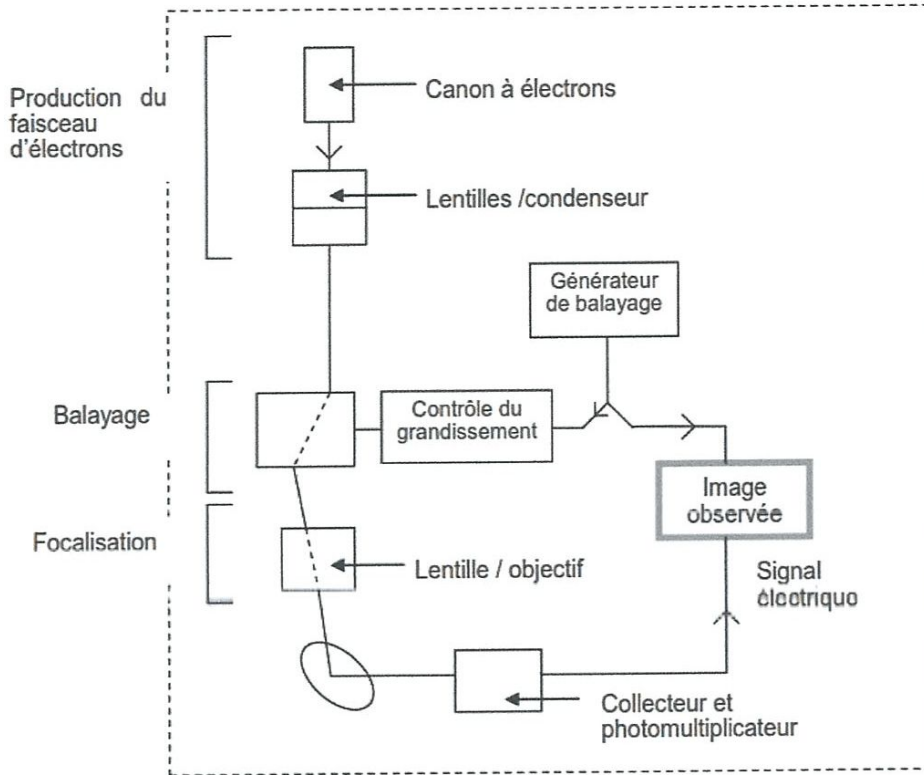 Production du
faisceau
d'électrons
Canon à électrons
Lentilles /condenseur
Générateur
de balayage
Balayage
Contrôle du
grandissement
Image
observée
Focalisation
Lentille / objectif
Signal
électrique
Collecteur et
photomultiplicateur